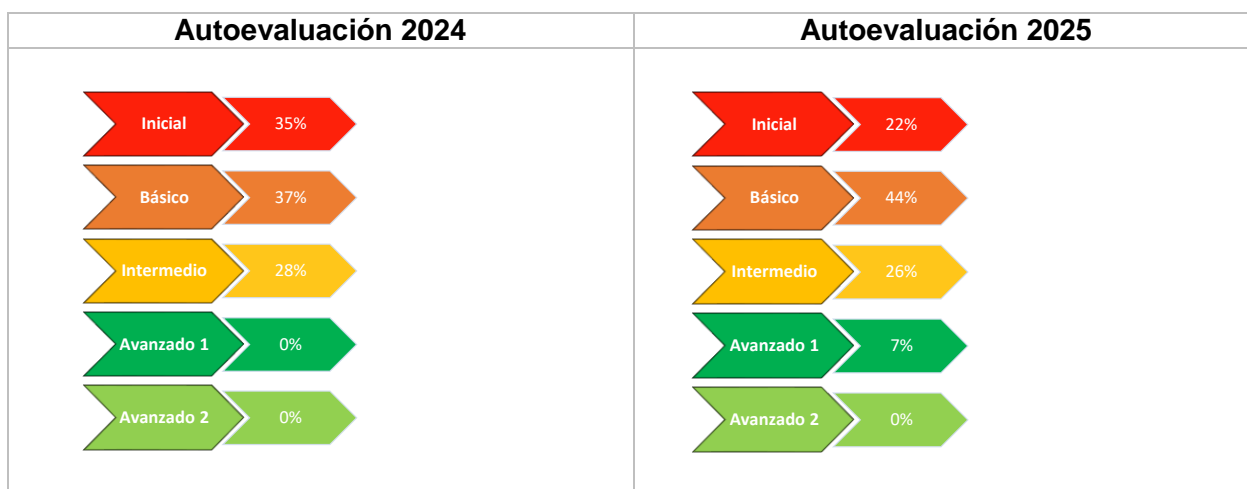 Autoevaluación 2024
Autoevaluación 2025
Inicial 35%
Básico 37%
Intermedio 28%
Avanzado 1 0%
Avanzado 2 0%
Inicial 22%
Básico 44%
Intermedio 26%
Avanzado 1 7%
Avanzado 2 0%